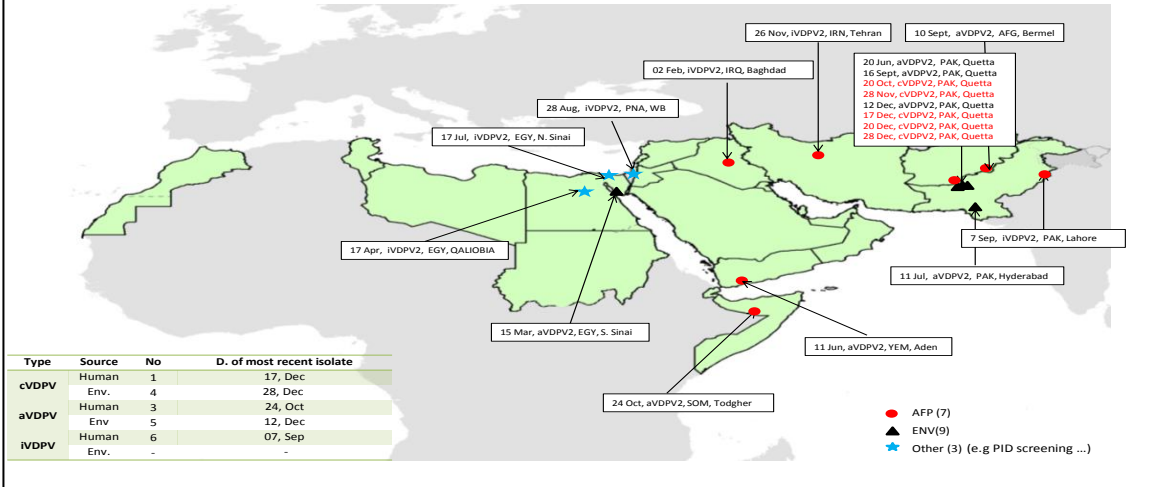 26 Nov, iVDPV2, IRN, Tehran
10 Sept, aVDPV2, AFG, Bermel
02 Feb, iVDPV2, IRQ, Baghdad
20 Jun, aVDPV2, PAK, Quetta
16 Sept, aVDPV2, PAK, Quetta
20 Oct, cVDPV2, PAK, Quetta
28 Nov, cVDPV2, PAK, Quetta
12 Dec, aVDPV2, PAK, Quetta
17 Dec, cVDPV2, PAK, Quetta
20 Dec, cVDPV2, PAK, Quetta
28 Dec, cVDPV2, PAK, Quetta
28 Aug, iVDPV2, PNA, WB
17 Jul, iVDPV2, EGY, N. Sinai
17 Apr, iVDPV2, EGY, QALIOBIA
7 Sep, iVDPV2, PAK, Lahore
11 Jul, aVDPV2, PAK, Hyderabad
15 Mar, aVDPV2, EGY, S. Sinai
11 Jun, aVDPV2, YEM, Aden
24 Oct, aVDPV2, SOM, Todgher
Type Source No D. of most recent isolate
cVDPV Human 1 17, Dec
Env. 4 28, Dec
aVDPV Human 3 24, Oct
Env 5 12, Dec
iVDPV Human 6 07, Sep
Env. - -
AFP (7)
ENV(9)
Other (3) (e.g PID screening ...)